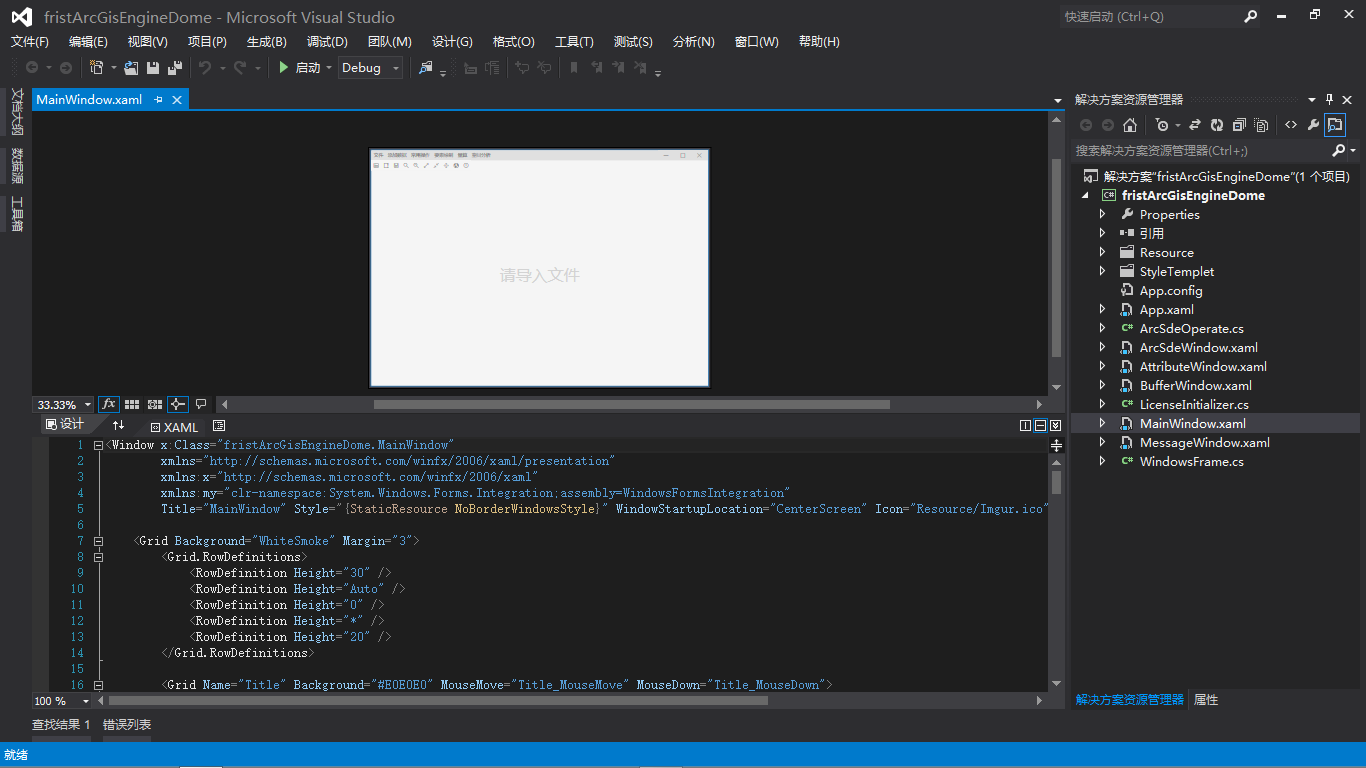 fristArcGisEngineDome - Microsoft Visual Studio
快速启动 (Ctrl+Q)
文件(F) 编辑(E) 视图(V) 项目(P) 生成(B) 调试(D) 团队(M) 设计(G) 格式(O) 工具(T) 测试(S) 分析(N) 窗口(W) 帮助(H)
启动 Debug
文档大纲
数据源
工具箱
MainWindow.xaml
请导入文件
33.33%
设计 XAML
1 <Window x:Class="fristArcGisEngineDome.MainWindow"
2 xmlns="http://schemas.microsoft.com/winfx/2006/xaml/presentation"
3 xmlns:x="http://schemas.microsoft.com/winfx/2006/xaml"
4 xmlns:my="clr-namespace:System.Windows.Forms.Integration;assembly=WindowsFormsIntegration"
5 Title="MainWindow" Style="{StaticResource NoBorderWindowsStyle}" WindowStartupLocation="CenterScreen" Icon="Resource/Imgur.ico"
6
7 <Grid Background="WhiteSmoke" Margin="3">
8 <Grid.RowDefinitions>
9 <RowDefinition Height="30" />
10 <RowDefinition Height="Auto" />
11 <RowDefinition Height="0" />
12 <RowDefinition Height="*" />
13 <RowDefinition Height="20" />
14 </Grid.RowDefinitions>
15
16 <Grid Name="Title" Background="#E0E0E0" MouseMove="Title_MouseMove" MouseDown="Title_MouseDown">
100 %
查找结果 1 错误列表
就绪
解决方案资源管理器
搜索解决方案资源管理器(Ctrl+;)
解决方案"fristArcGisEngineDome"(1 个项目)
fristArcGisEngineDome
Properties
引用
Resource
StyleTemplet
App.config
App.xaml
ArcSdeOperate.cs
ArcSdeWindow.xaml
AttributeWindow.xaml
BufferWindow.xaml
LicenseInitializer.cs
MainWindow.xaml
MessageWindow.xaml
WindowsFrame.cs
解决方案资源管理器 属性